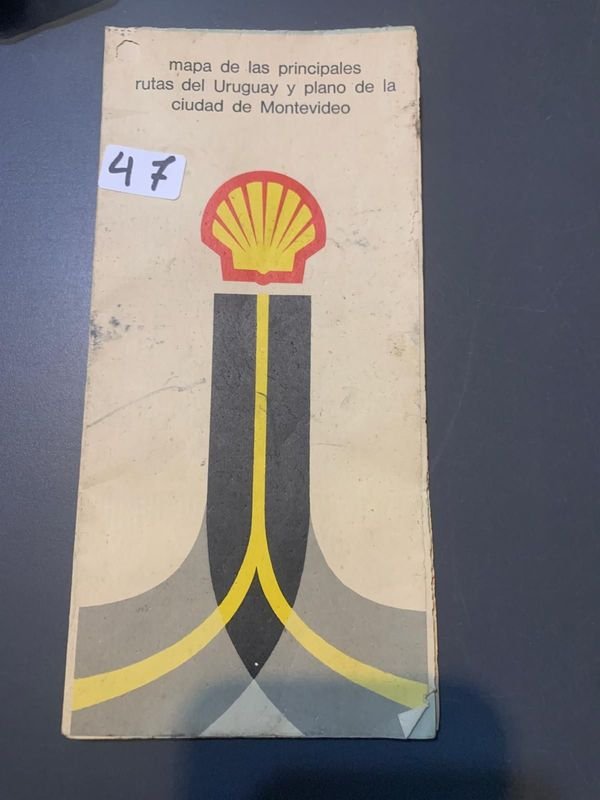 mapa de las principales
rutas del Uruguay y plano de la
ciudad de Montevideo
47